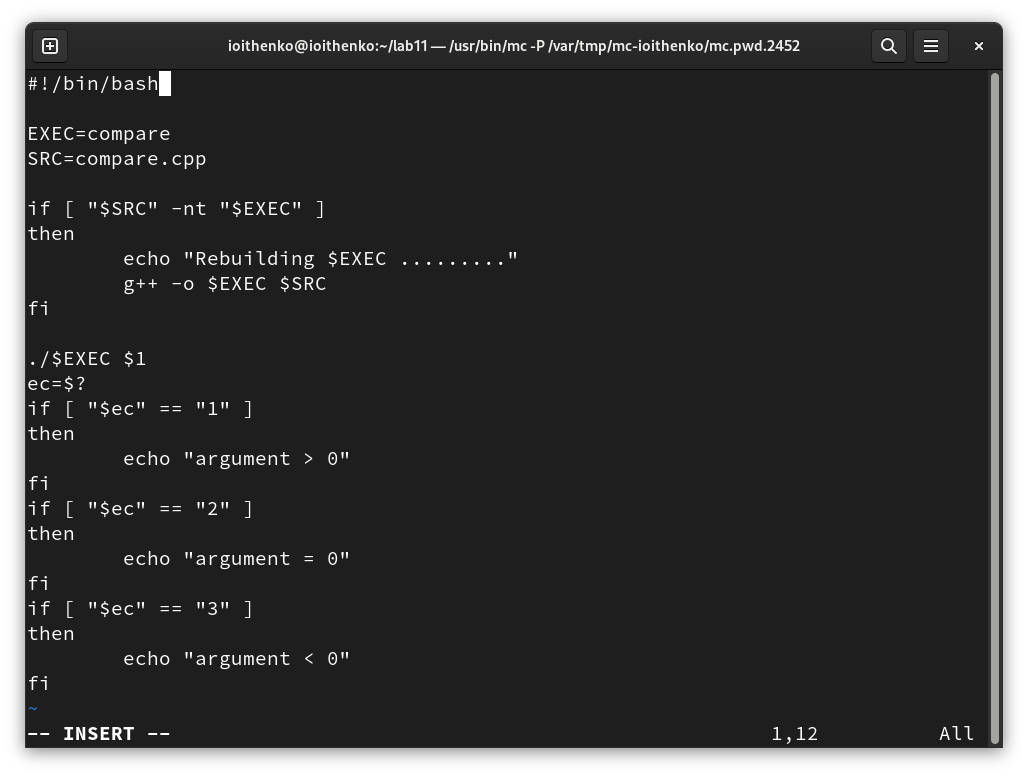 ioithenko@ioithenko:~/lab11 — /usr/bin/mc -P /var/tmp/mc-ioithenko/mc.pwd.2452
#!/bin/bash

EXEC=compare
SRC=compare.cpp

if [ "$SRC" -nt "$EXEC" ]
then
        echo "Rebuilding $EXEC ........."
        g++ -o $EXEC $SRC
fi

./$EXEC $1
ec=$?
if [ "$ec" == "1" ]
then
        echo "argument > 0"
fi
if [ "$ec" == "2" ]
then
        echo "argument = 0"
fi
if [ "$ec" == "3" ]
then
        echo "argument < 0"
fi
~
-- INSERT -- 1,12 All